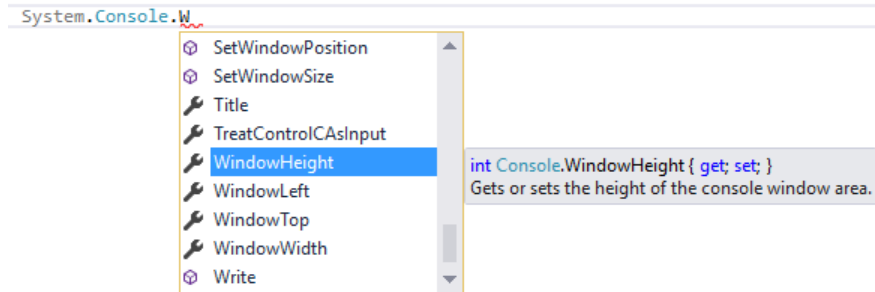 System.Console.W
SetWindowPosition
SetWindowSize
Title
TreatControlCAsInput
WindowHeight
int Console.WindowHeight { get; set; }
Gets or sets the height of the console window area.
WindowLeft
WindowTop
WindowWidth
Write